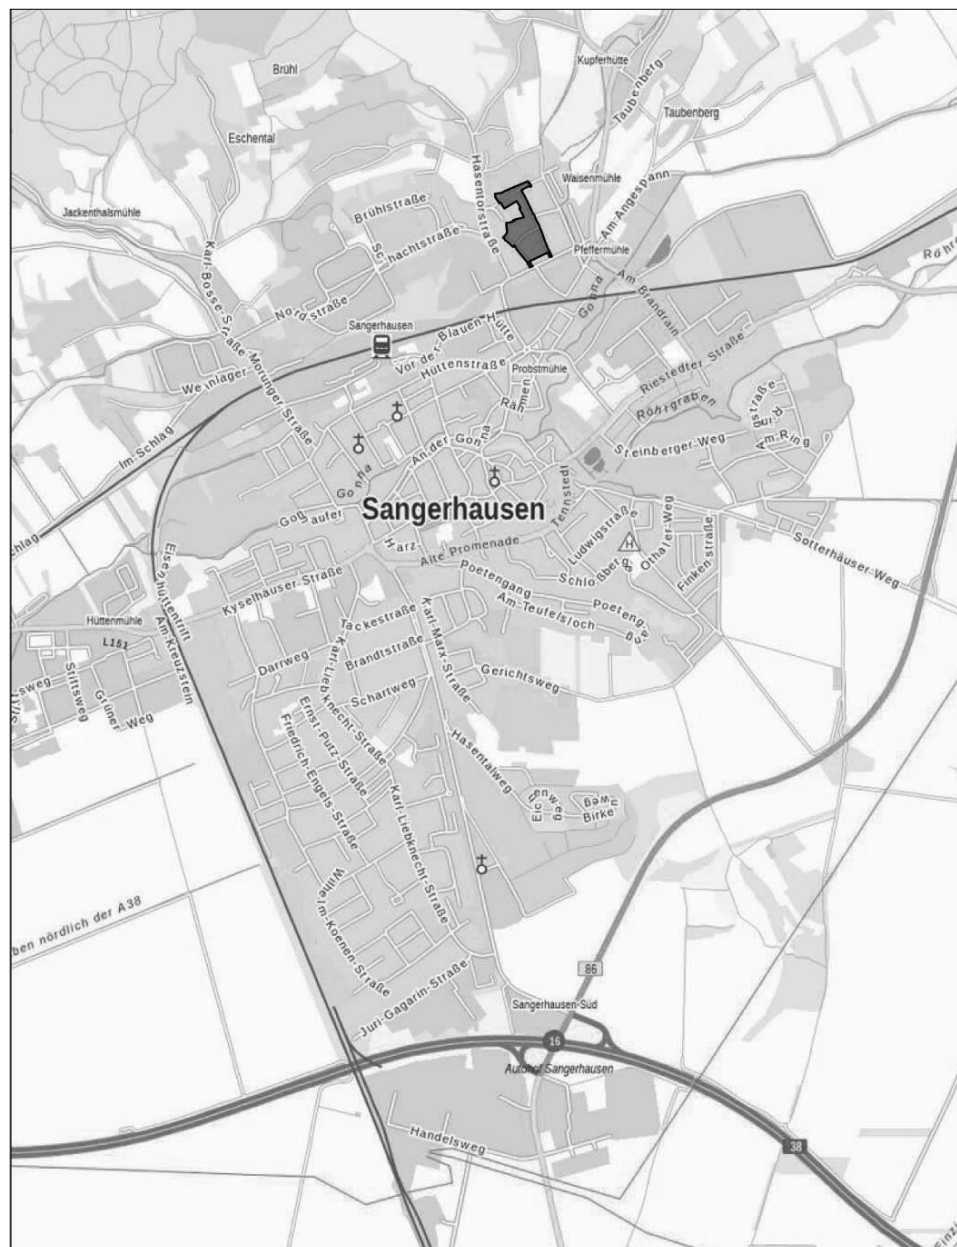 Brühl
Kupferhütte
Taubenberg
Taubenberg
Eschental
Hasentorstraße
Waisenmühle
Am-Angespann
Jackenthalsmühle
Brühlstraße
Schachtstraße
Karl-Bosse-Straße
Pfeffermühle
Gonna
Am-Brandrain
Nordstraße
Sangerhausen
Vor-der-Blauen-Hütte
Hüttenstraße
Probstmühle
Riestedter-Straße
Röhrgraben
Weinlager
Morunger-Straße
Im-Schlag
An-der-Gonna
Steinberger-Weg
Am-Ring
Gonna
Sangerhausen
Tennstedt
Ludwigstraße
H
Othaler-Weg
Finkenstraße
Sotterhäuser-Weg
Schloßberg
Alte-Promenade
Harz
Poetengang
Poetengang
Am-Teufelsloch
Kyselhäuser-Straße
Eisenhüttentrift
Am-Kreuzstein
Hüttenmühle
L151
Stiftsweg
Grüner-Weg
Tackestraße
Darrweg
Brandtstraße
Karl-Marx-Straße
Gerichtsweg
Schartweg
Karl-Liebknecht-Straße
Ernst-Putz-Straße
Friedrich-Engels-Straße
Hasentalweg
Eichenweg
Birkenweg
Karl-Liebknecht-Straße
Wilhelm-Koenen-Straße
ben nördlich der A38
86
Juri-Gagarin-Straße
Sangerhausen-Süd
16
Autohof Sangerhausen
Handelsweg
38